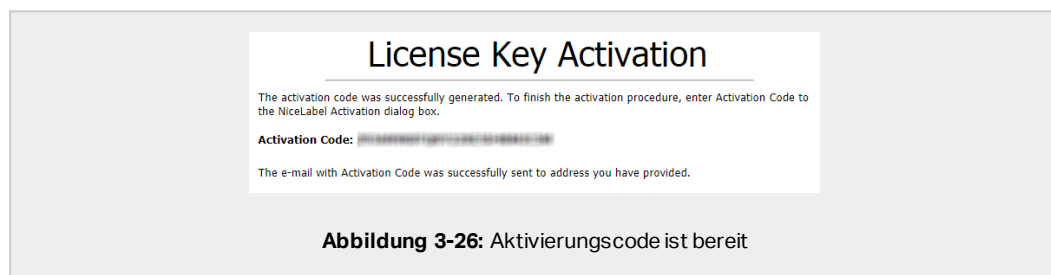 License Key Activation
The activation code was successfully generated. To finish the activation procedure, enter Activation Code to
the NiceLabel Activation dialog box.
Activation Code:
The e-mail with Activation Code was successfully sent to address you have provided.
Abbildung 3-26: Aktivierungscode ist bereit